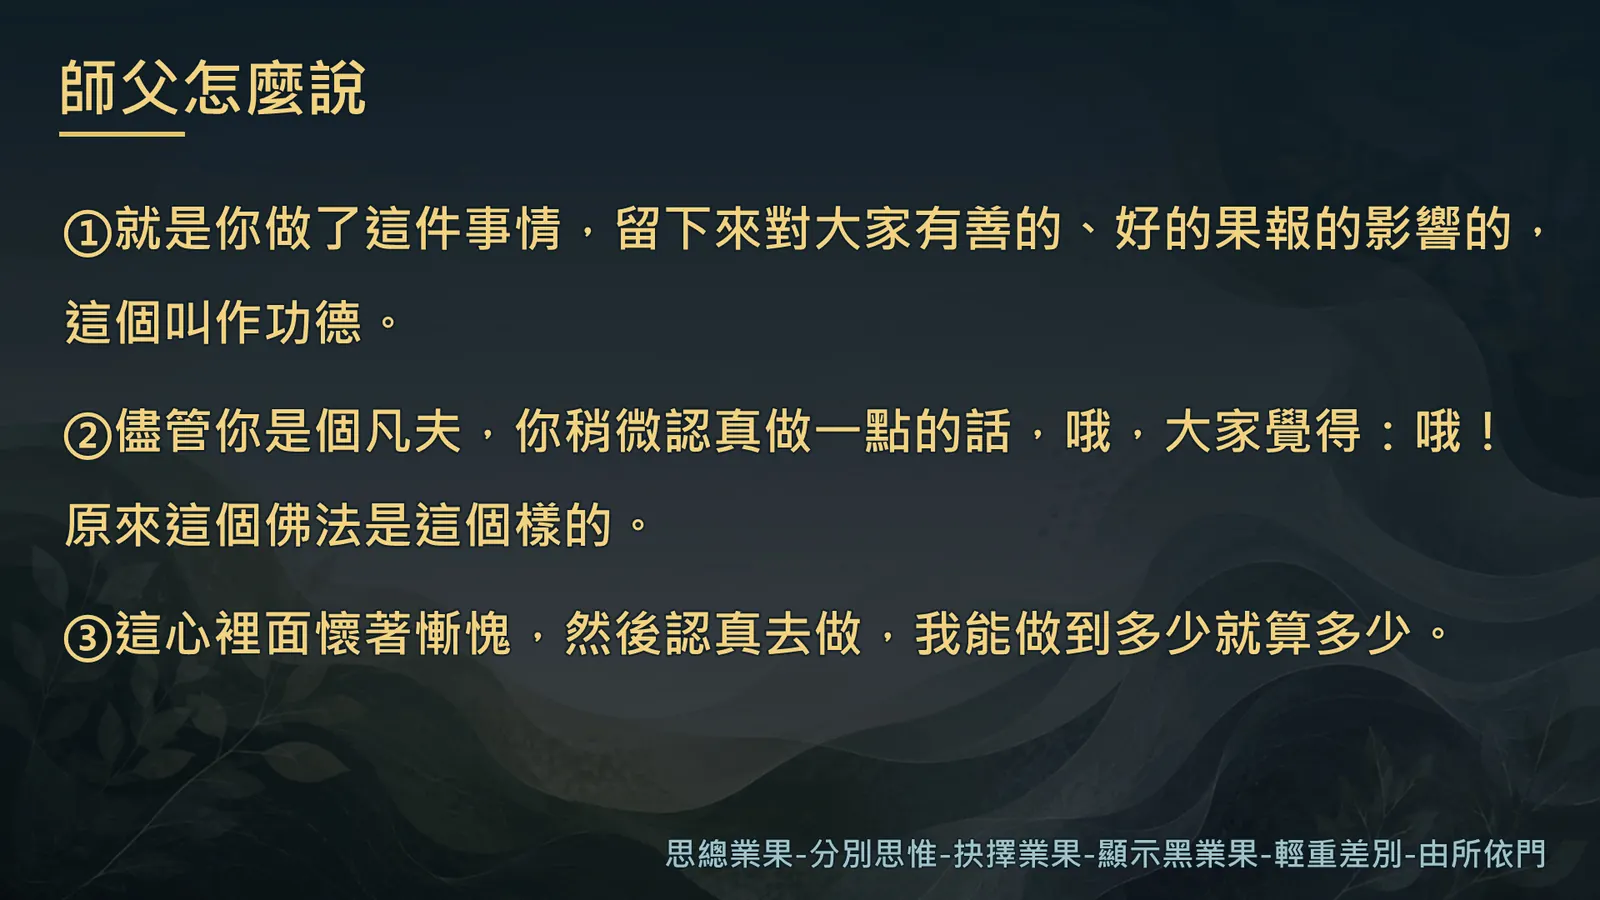 師父怎麼說
①就是你做了這件事情，留下來對大家有善的、好的果報的影響的，
這個叫作功德。
②儘管你是個凡夫，你稍微認真做一點的話，哦，大家覺得：哦！
原來這個佛法是這個樣的。
③這心裡面懷著慚愧，然後認真去做，我能做到多少就算多少。
思總業果-分別思惟-抉擇業果-顯示黑業果-輕重差別-由所依門